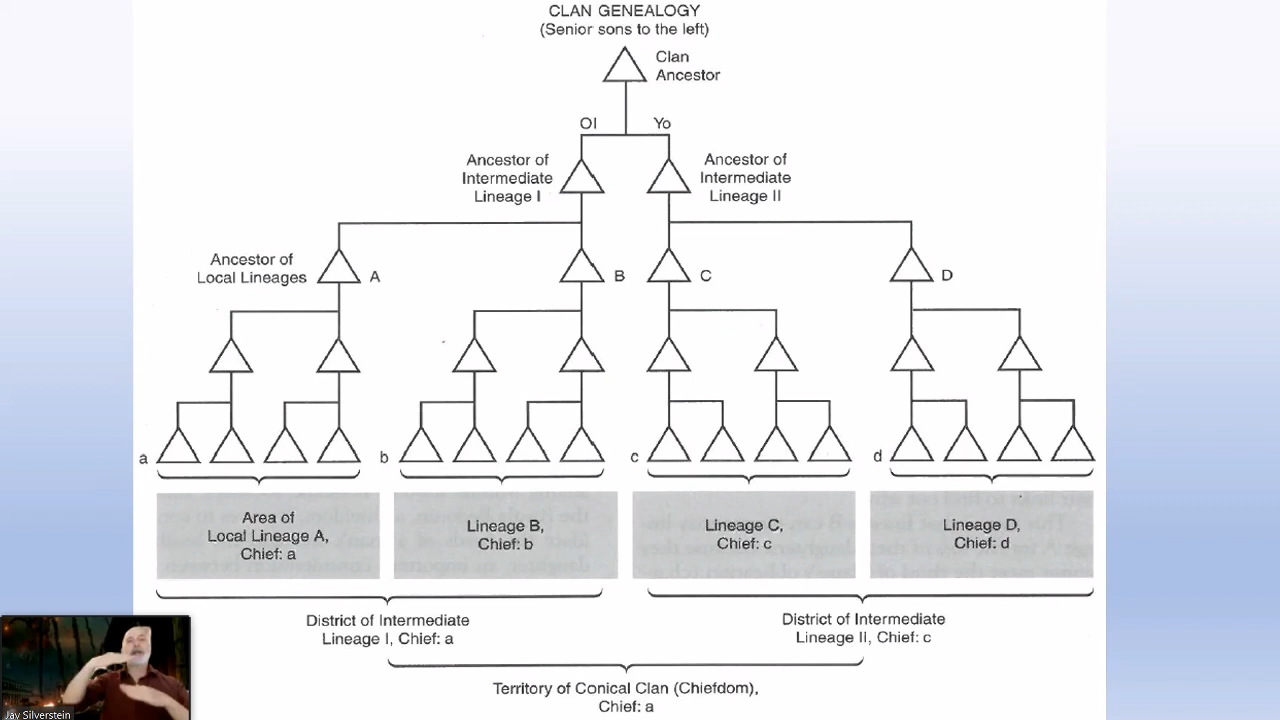 CLAN GENEALOGY
(Senior sons to the left)
Clan
Ancestor
Ol
Yo
Ancestor of
Intermediate
Lineage I
Ancestor of
Intermediate
Lineage II
Ancestor of
Local Lineages
A
B
C
D
a
b
c
d
Area of
Local Lineage A,
Chief: a
Lineage B,
Chief: b
Lineage C,
Chief: c
Lineage D,
Chief: d
District of Intermediate
Lineage I, Chief: a
District of Intermediate
Lineage II, Chief: c
Territory of Conical Clan (Chiefdom),
Chief: a
Jay Silverstein